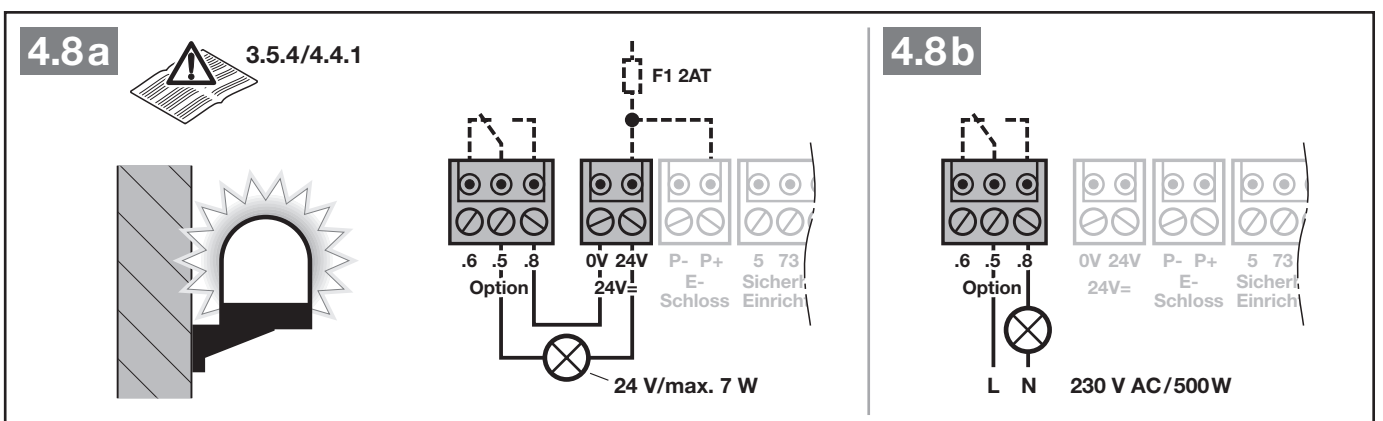 4.8a
3.5.4/4.4.1
F1 2AT
.6 .5 .8
Option
0V 24V
24V=
P- P+
E-
Schloss
5 73
Sicherh
Einrich
24 V/max. 7 W
4.8b
.6 .5 .8
Option
0V 24V
24V=
P- P+
E-
Schloss
5 73
Sicherh
Einrich
L N
230 V AC/500W